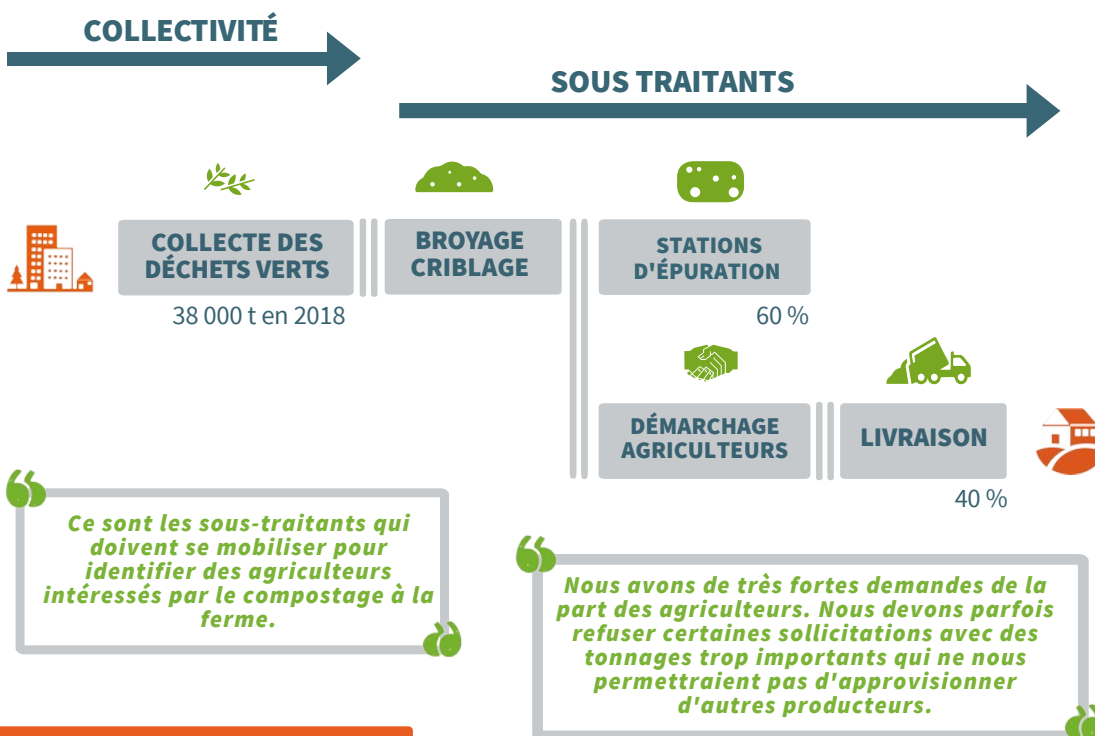 COLLECTIVITÉ
SOUS TRAITANTS
COLLECTE DES
DÉCHETS VERTS
38 000 t en 2018
BROYAGE
CRIBLAGE
STATIONS
D'ÉPURATION
60 %
DÉMARCHAGE
AGRICULTEURS
LIVRAISON
40 %
Ce sont les sous-traitants qui
doivent se mobiliser pour
identifier des agriculteurs
intéressés par le compostage à la
ferme.
Nous avons de très fortes demandes de la
part des agriculteurs. Nous devons parfois
refuser certaines sollicitations avec des
tonnages trop importants qui ne nous
permettraient pas d'approvisionner
d'autres producteurs.